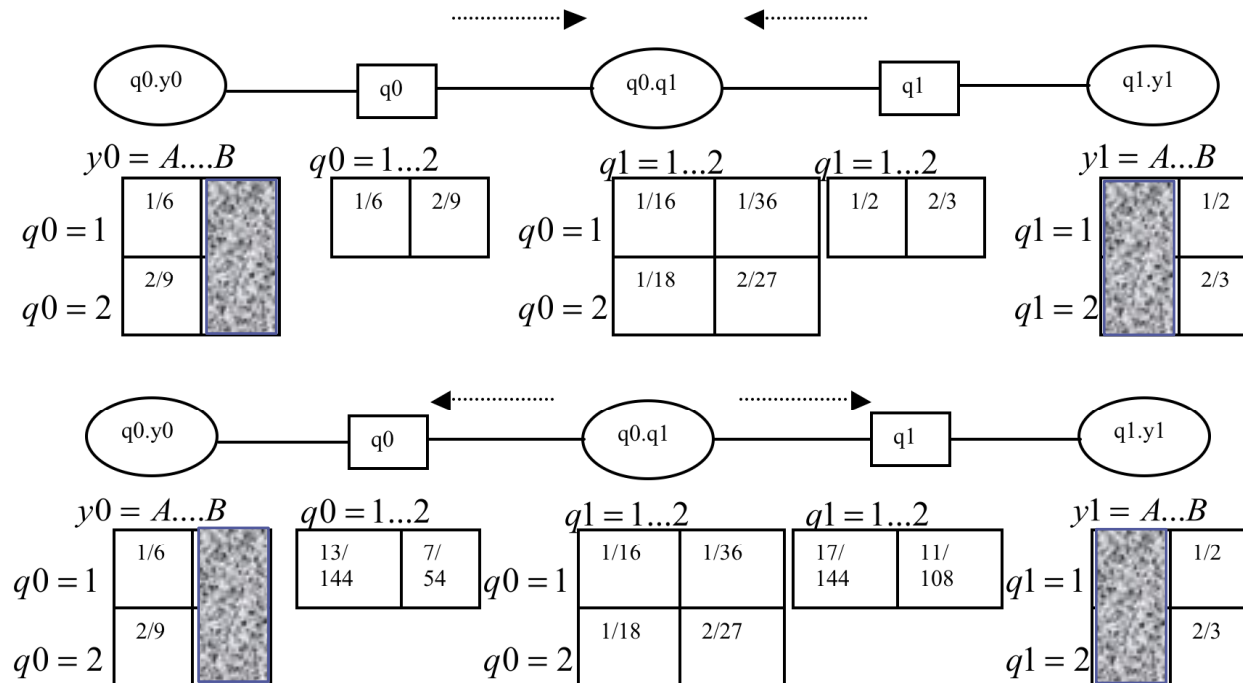 q0.y0 q0 q0.q1 q1 q1.y1
y0 = A....B q0 = 1...2 q1 = 1...2 q1 = 1...2 y1 = A...B
q0 = 1 1/6 1/6 2/9 q0 = 1 1/16 1/36 1/2 2/3 q1 = 1 1/2
q0 = 2 2/9 q0 = 2 1/18 2/27 q1 = 2 2/3
q0.y0 q0 q0.q1 q1 q1.y1
y0 = A....B q0 = 1...2 q1 = 1...2 q1 = 1...2 y1 = A...B
q0 = 1 1/6 13/ 7/ q0 = 1 1/16 1/36 17/ 11/ q1 = 1 1/2
144 54 144 108
q0 = 2 2/9 q0 = 2 1/18 2/27 q1 = 2 2/3